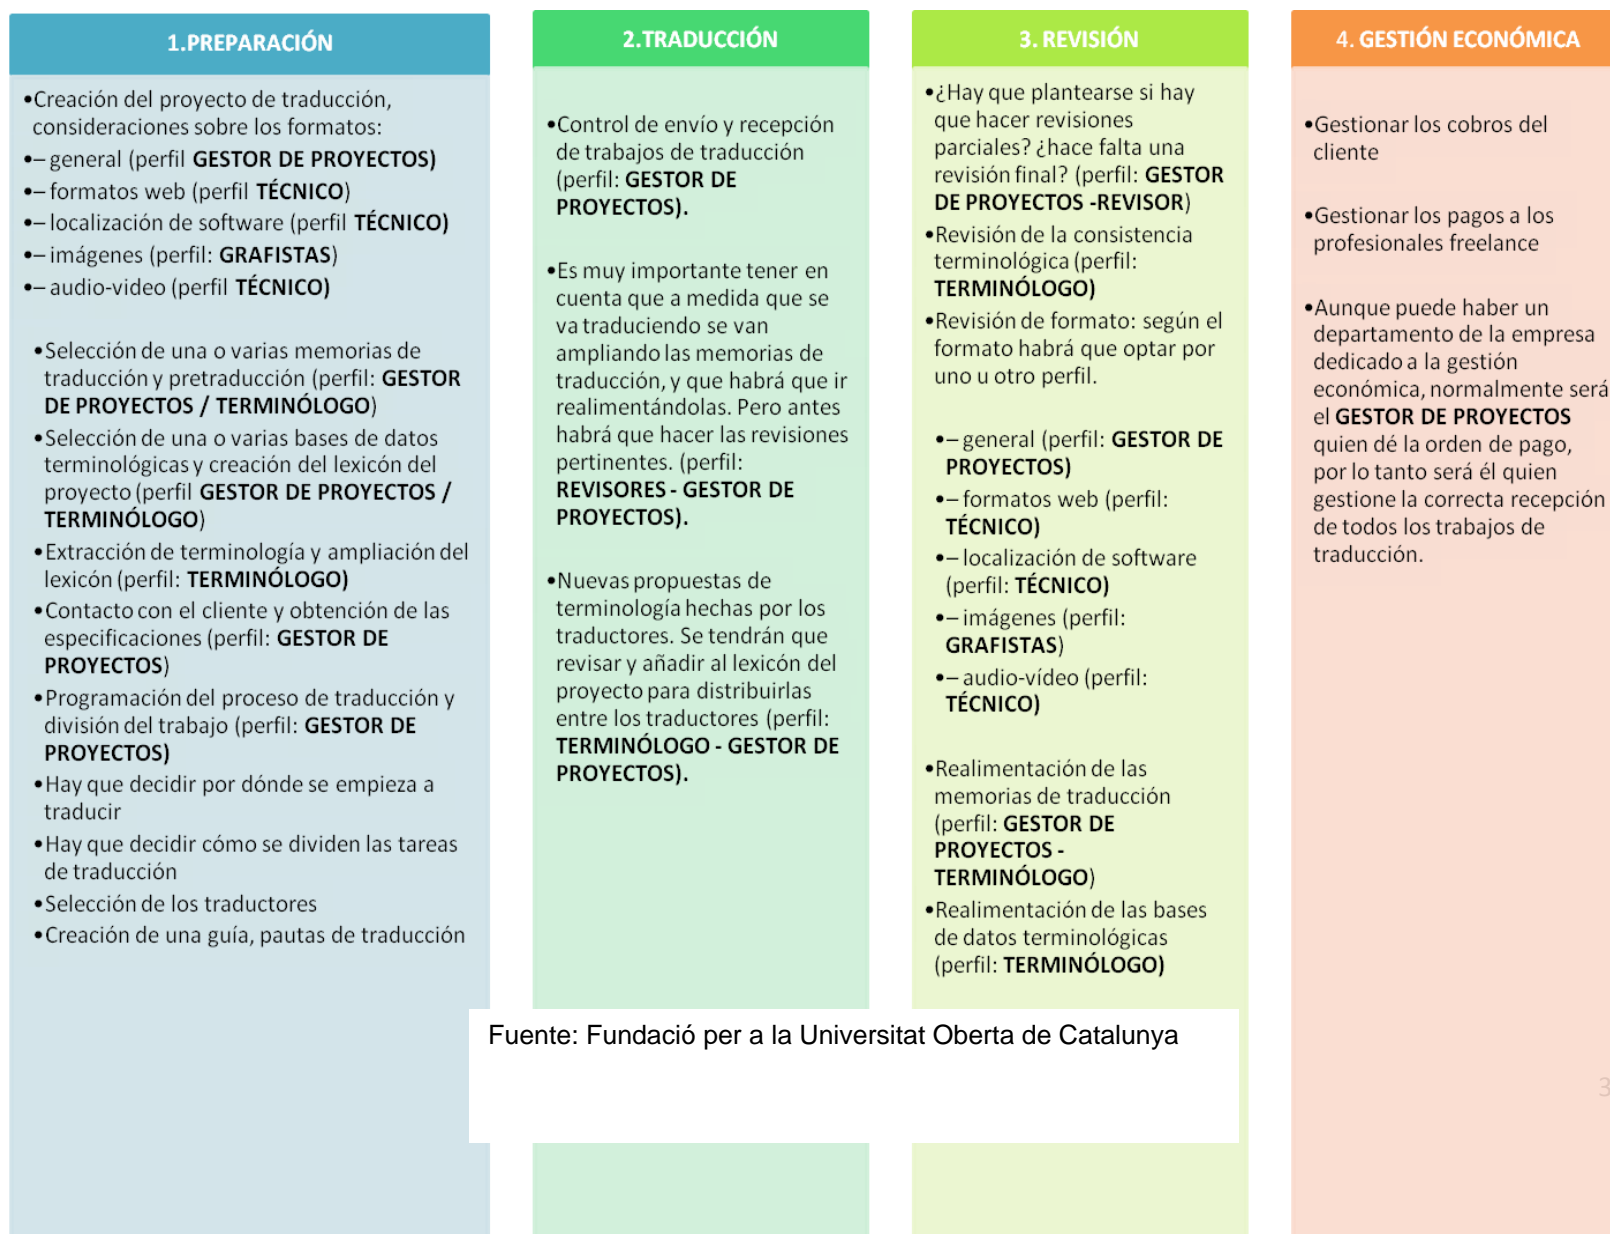 1.PREPARACIÓN
•Creación del proyecto de traducción,
consideraciones sobre los formatos:
•– general (perfil GESTOR DE PROYECTOS)
•– formatos web (perfil TÉCNICO)
•– localización de software (perfil TÉCNICO)
•– imágenes (perfil: GRAFISTAS)
•– audio-video (perfil TÉCNICO)
•Selección de una o varias memorias de
traducción y pretraducción (perfil: GESTOR
DE PROYECTOS / TERMINÓLOGO)
•Selección de una o varias bases de datos
terminológicas y creación del lexicón del
proyecto (perfil GESTOR DE PROYECTOS /
TERMINÓLOGO)
•Extracción de terminología y ampliación del
lexicón (perfil: TERMINÓLOGO)
•Contacto con el cliente y obtención de las
especificaciones (perfil: GESTOR DE
PROYECTOS)
•Programación del proceso de traducción y
división del trabajo (perfil: GESTOR DE
PROYECTOS)
•Hay que decidir por dónde se empieza a
traducir
•Hay que decidir cómo se dividen las tareas
de traducción
•Selección de los traductores
•Creación de una guía, pautas de traducción
2.TRADUCCIÓN
•Control de envío y recepción
de trabajos de traducción
(perfil: GESTOR DE
PROYECTOS).
•Es muy importante tener en
cuenta que a medida que se
va traduciendo se van
ampliando las memorias de
traducción, y que habrá que ir
realimentándolas. Pero antes
habrá que hacer las revisiones
pertinentes. (perfil:
REVISORES - GESTOR DE
PROYECTOS).
•Nuevas propuestas de
terminología hechas por los
traductores. Se tendrán que
revisar y añadir al lexicón del
proyecto para distribuirlas
entre los traductores (perfil:
TERMINÓLOGO - GESTOR DE
PROYECTOS).
3. REVISIÓN
•¿Hay que plantearse si hay
que hacer revisiones
parciales? ¿hace falta una
revisión final? (perfil: GESTOR
DE PROYECTOS -REVISOR)
•Revisión de la consistencia
terminológica (perfil:
TERMINÓLOGO)
•Revisión de formato: según el
formato habrá que optar por
uno u otro perfil.
•– general (perfil: GESTOR DE
PROYECTOS)
•– formatos web (perfil:
TÉCNICO)
•– localización de software
(perfil: TÉCNICO)
•– imágenes (perfil:
GRAFISTAS)
•– audio-vídeo (perfil:
TÉCNICO)
•Realimentación de las
memorias de traducción
(perfil: GESTOR DE
PROYECTOS -
TERMINÓLOGO)
•Realimentación de las bases
de datos terminológicas
(perfil: TERMINÓLOGO)
4. GESTIÓN ECONÓMICA
•Gestionar los cobros del
cliente
•Gestionar los pagos a los
profesionales freelance
•Aunque puede haber un
departamento de la empresa
dedicado a la gestión
económica, normalmente será
el GESTOR DE PROYECTOS
quien dé la orden de pago,
por lo tanto será él quien
gestione la correcta recepción
de todos los trabajos de
traducción.
Fuente: Fundació per a la Universitat Oberta de Catalunya
3